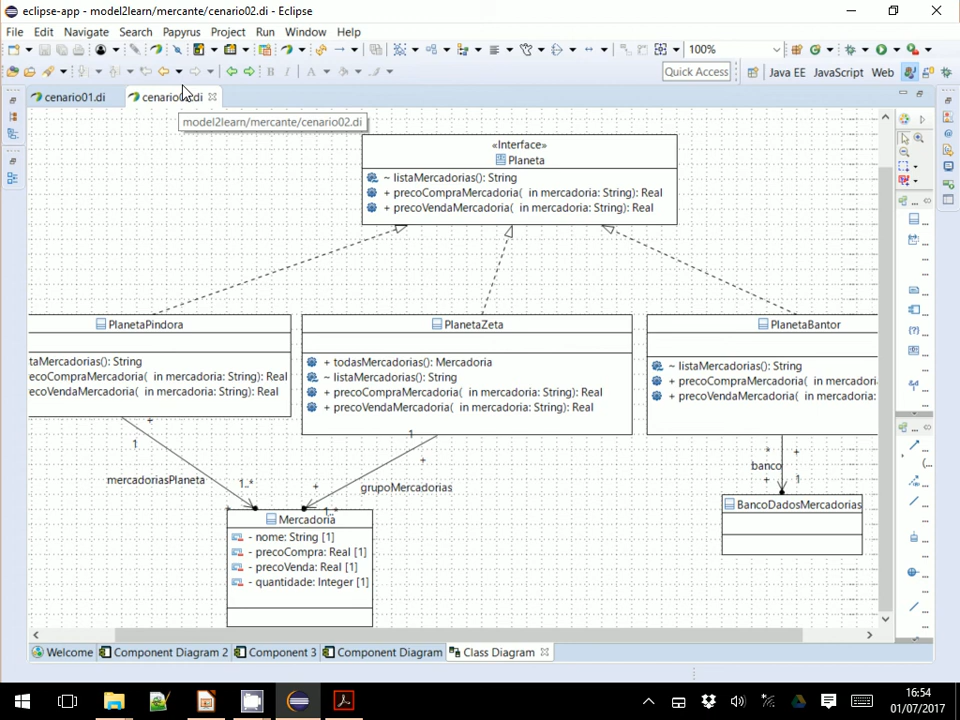 eclipse-app - model2learn/mercante/cenario02.di - Eclipse
File Edit Navigate Search Papyrus Project Run Window Help
100%
Quick Access
Java EE
JavaScript
Web
cenario01.di
model2learn/mercante/cenario02.di
«Interface»
Planeta
~ listaMercadorias(): String
+ precoCompraMercadoria( in mercadoria: String): Real
+ precoVendaMercadoria( in mercadoria: String): Real
PlanetaPindora
taMercadorias(): String
ecoCompraMercadoria( in mercadoria: String): Real
ecoVendaMercadoria( in mercadoria: String): Real
PlanetaZeta
+ todasMercadorias(): Mercadoria
~ listaMercadorias(): String
+ precoCompraMercadoria( in mercadoria: String): Real
+ precoVendaMercadoria( in mercadoria: String): Real
PlanetaBantor
~ listaMercadorias(): String
+ precoCompraMercadoria( in mercadori
+ precoVendaMercadoria( in mercadoria:
+
1
mercadoriasPlaneta
1..*
1
+
grupoMercadorias
+
*
+
banco
+
1
Mercadoria
- nome: String [1]
- precoCompra: Real [1]
- precoVenda: Real [1]
- quantidade: Integer [1]
BancoDadosMercadorias
Welcome
Component Diagram 2
Component 3
Component Diagram
Class Diagram
16:54
01/07/2017